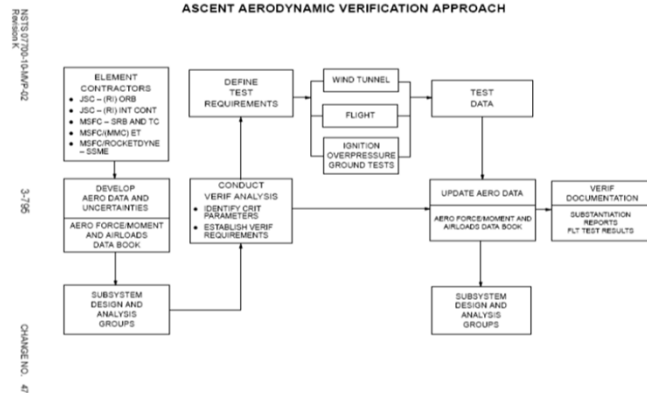 ASCENT AERODYNAMIC VERIFICATION APPROACH
NSTS 07700-10-MVP-02
Revision K
3-795
CHANGE NO. 47
ELEMENT
CONTRACTORS
• JSC – (RI) ORB
• JSC – (RI) INT CONT
• MSFC – SRB AND TC
• MSFC/(MMC) ET
• MSFC/ROCKETDYNE
– SSME
DEVELOP
AERO DATA AND
UNCERTAINTIES
AERO FORCE/MOMENT
AND AIRLOADS
DATA BOOK
SUBSYSTEM
DESIGN AND
ANALYSIS
GROUPS
DEFINE
TEST
REQUIREMENTS
CONDUCT
VERIF ANALYSIS
• IDENTIFY CRIT
PARAMETERS
• ESTABLISH VERIF
REQUIREMENTS
WIND TUNNEL
FLIGHT
IGNITION
OVERPRESSURE
GROUND TESTS
TEST
DATA
UPDATE AERO DATA
AERO FORCE/MOMENT AND
AIRLOADS DATA BOOK
SUBSYSTEM
DESIGN AND
ANALYSIS
GROUPS
VERIF
DOCUMENTATION
SUBSTANTIATION
REPORTS
FLT TEST RESULTS